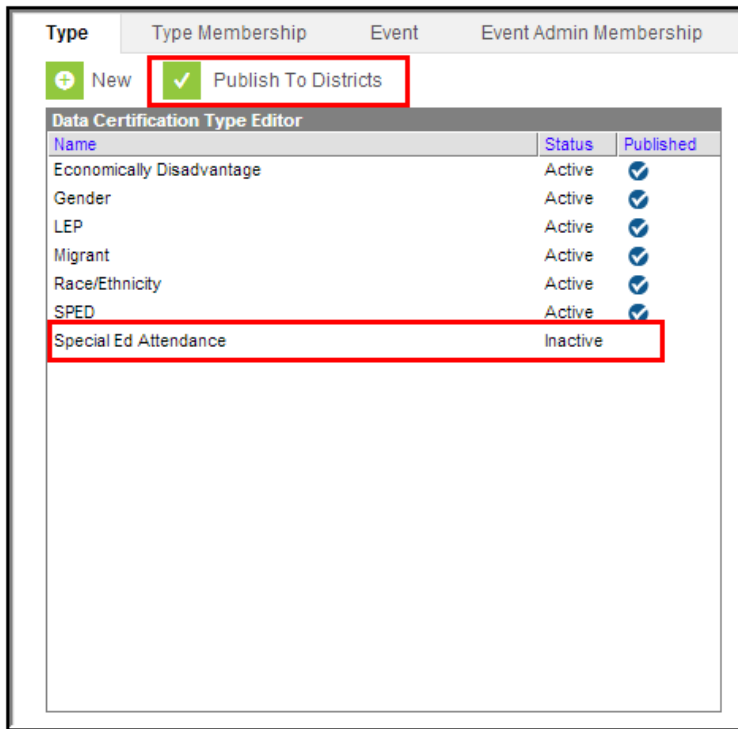 Type Type Membership Event Event Admin Membership
New Publish To Districts
Data Certification Type Editor
Name Status Published
Economically Disadvantage Active
Gender Active
LEP Active
Migrant Active
Race/Ethnicity Active
SPED Active
Special Ed Attendance Inactive